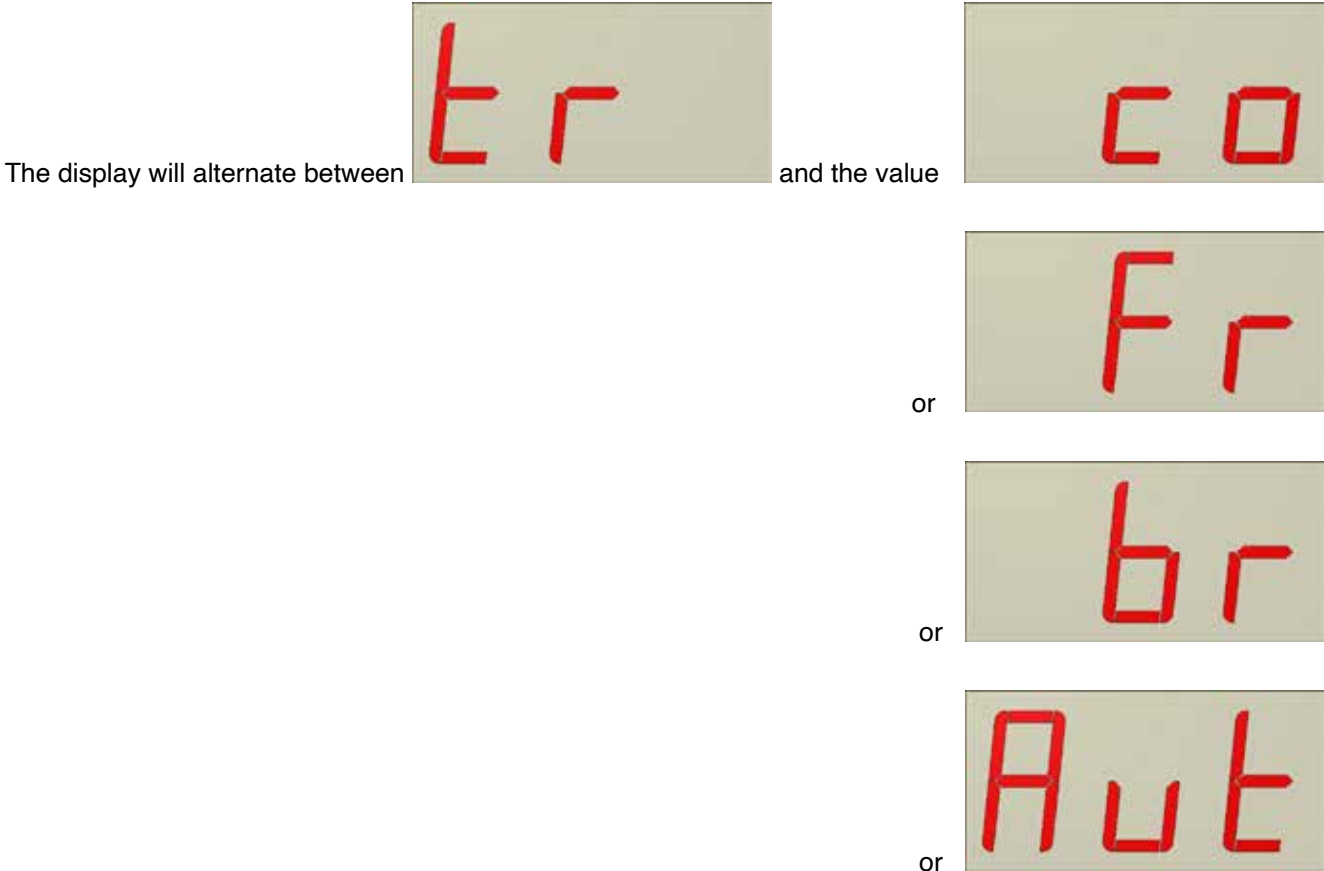 The display will alternate between tr and the value co
or Fr
or br
or Aut